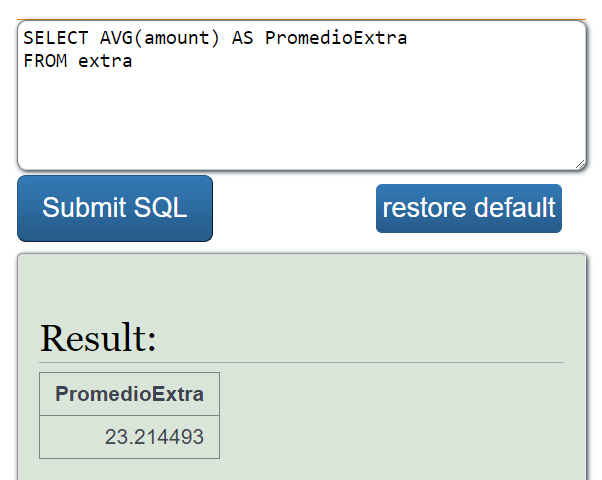 SELECT AVG(amount) AS PromedioExtra
FROM extra
Submit SQL
restore default
Result:
PromedioExtra
23.214493